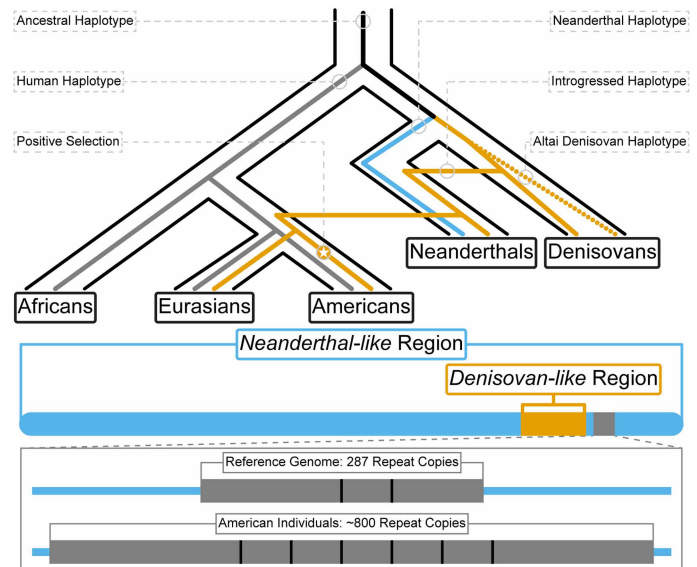 Ancestral Haplotype
Neanderthal Haplotype
Human Haplotype
Introgressed Haplotype
Positive Selection
Altai Denisovan Haplotype
Neanderthals
Denisovans
Africans
Eurasians
Americans
Neanderthal-like Region
Denisovan-like Region
Reference Genome: 287 Repeat Copies
American Individuals: ~800 Repeat Copies